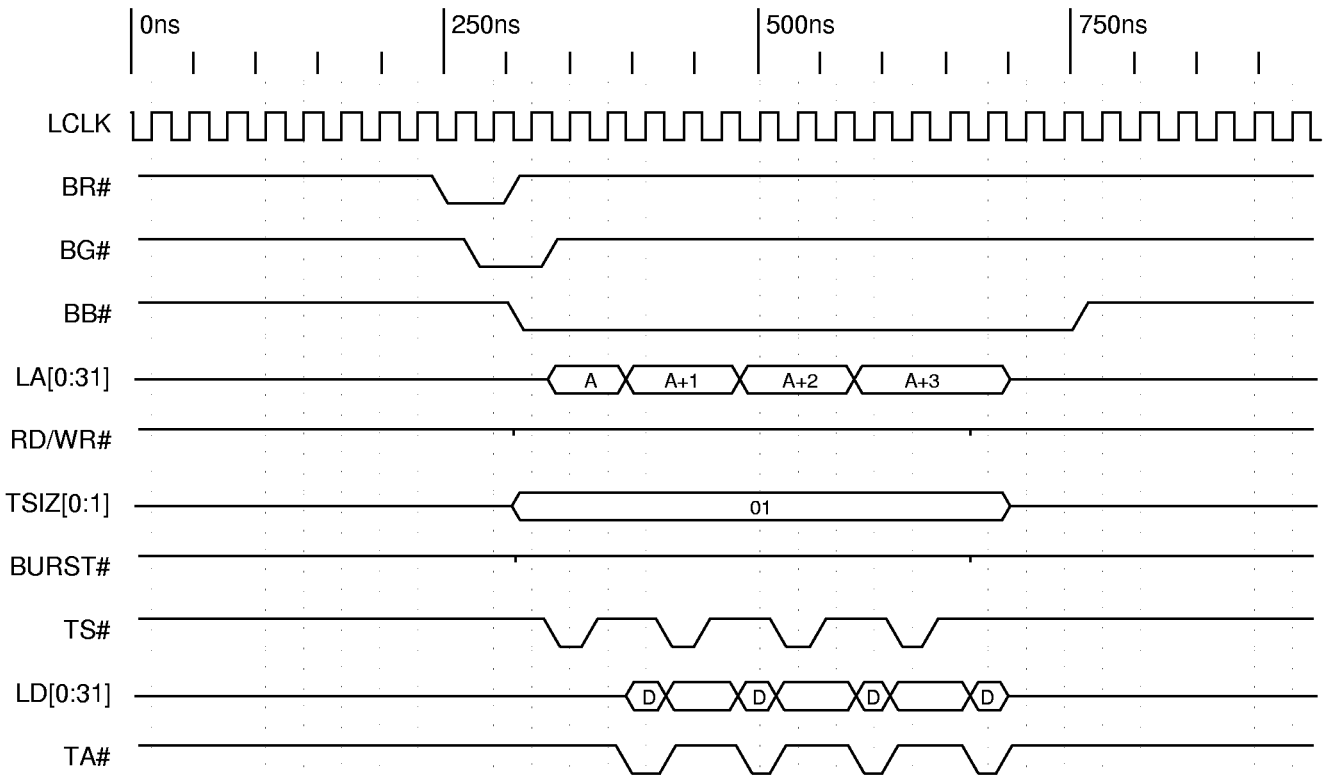 0ns 250ns 500ns 750ns
LCLK
BR#
BG#
BB#
LA[0:31] A A+1 A+2 A+3
RD/WR#
TSIZ[0:1] 01
BURST#
TS#
LD[0:31] D D D D
TA#